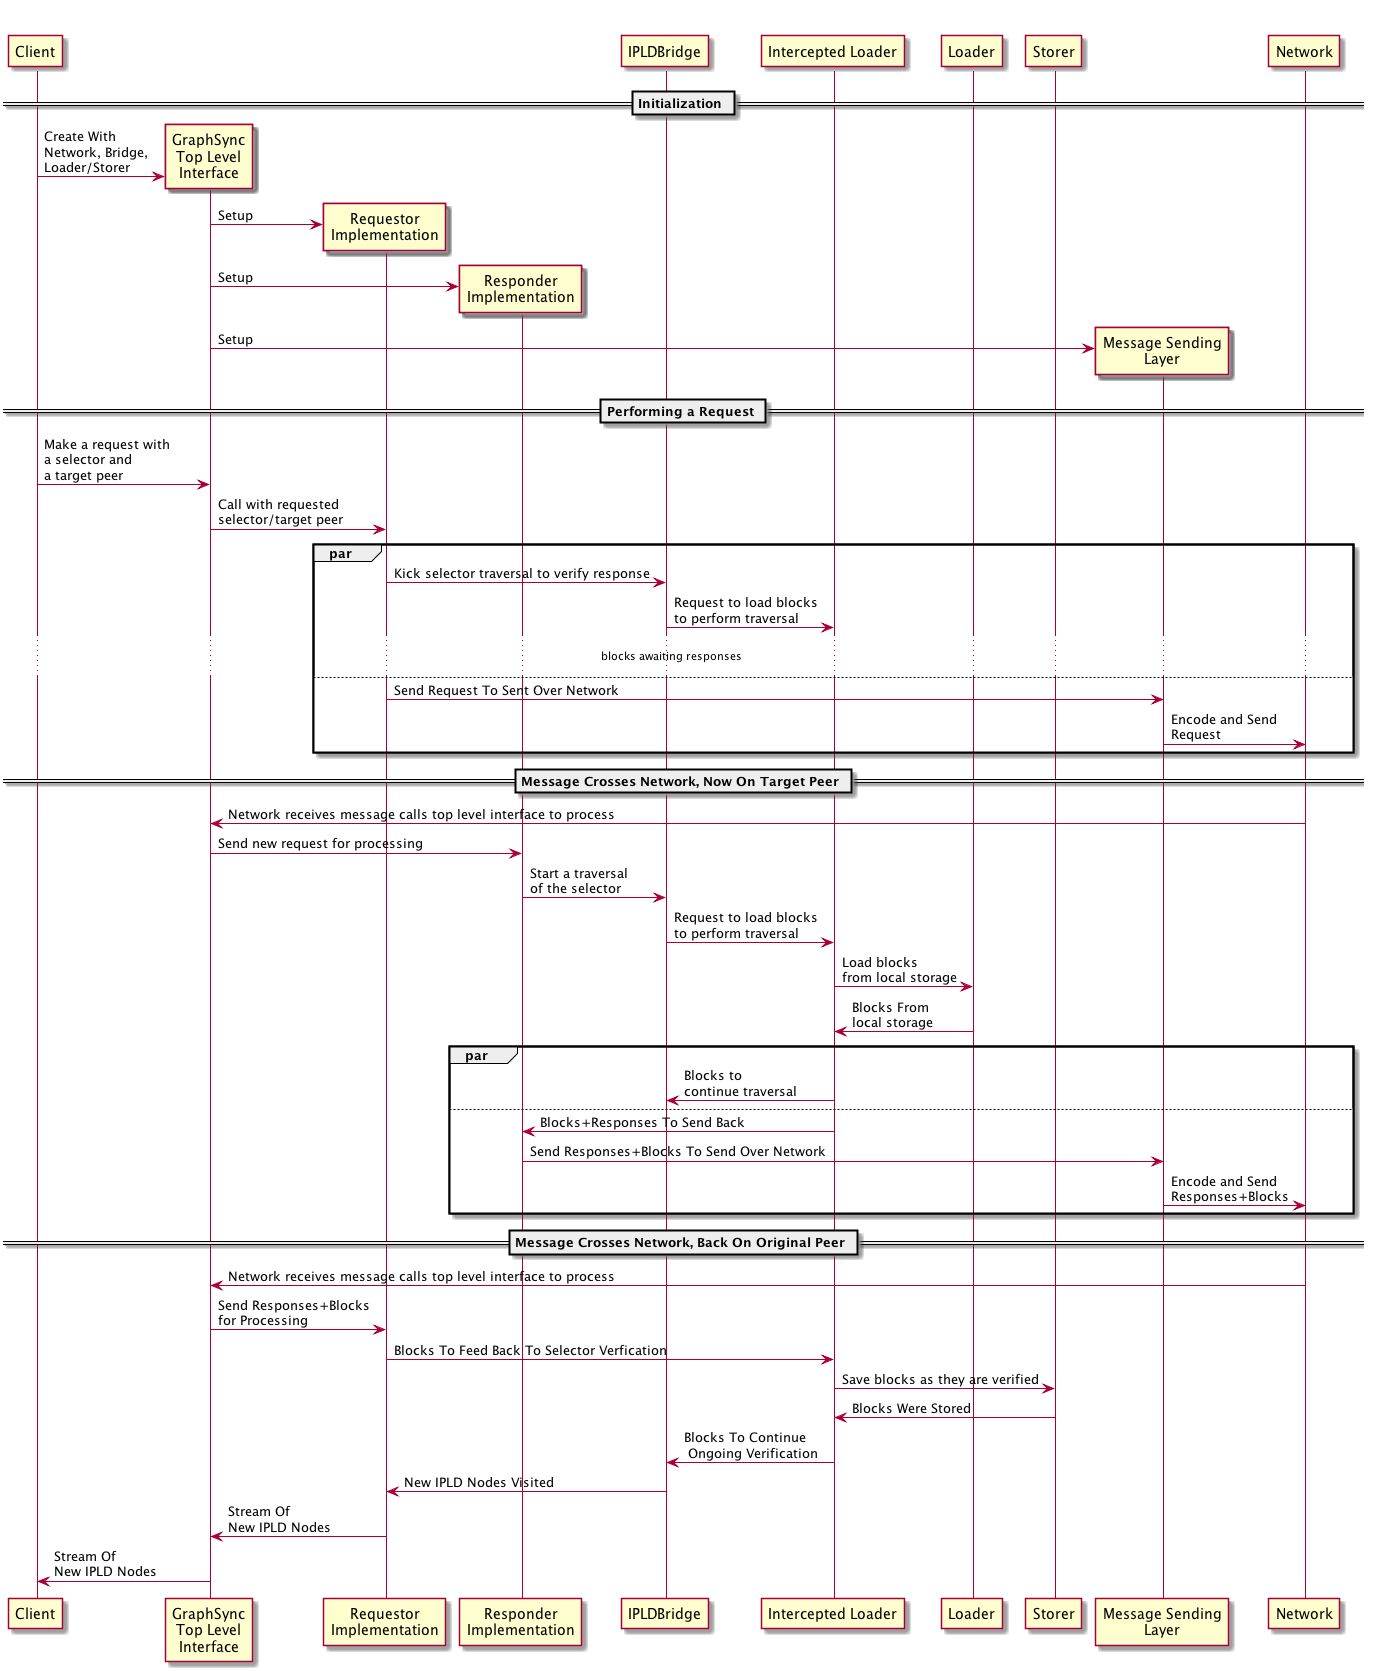 Client
IPLDBridge
Intercepted Loader
Loader
Storer
Network
Initialization
Create With
Network, Bridge,
Loader/Storer
GraphSync
Top Level
Interface
Setup
Requestor
Implementation
Setup
Responder
Implementation
Setup
Message Sending
Layer
Performing a Request
Make a request with
a selector and
a target peer
Call with requested
selector/target peer
par
Kick selector traversal to verify response
Request to load blocks
to perform traversal
blocks awaiting responses
Send Request To Sent Over Network
Encode and Send
Request
Message Crosses Network, Now On Target Peer
Network receives message calls top level interface to process
Send new request for processing
Start a traversal
of the selector
Request to load blocks
to perform traversal
Load blocks
from local storage
Blocks From
local storage
par
Blocks to
continue traversal
Blocks+Responses To Send Back
Send Responses+Blocks To Send Over Network
Encode and Send
Responses+Blocks
Message Crosses Network, Back On Original Peer
Network receives message calls top level interface to process
Send Responses+Blocks
for Processing
Blocks To Feed Back To Selector Verfication
Save blocks as they are verified
Blocks Were Stored
Blocks To Continue
Ongoing Verification
New IPLD Nodes Visited
Stream Of
New IPLD Nodes
Stream Of
New IPLD Nodes
Client
GraphSync
Top Level
Interface
Requestor
Implementation
Responder
Implementation
IPLDBridge
Intercepted Loader
Loader
Storer
Message Sending
Layer
Network